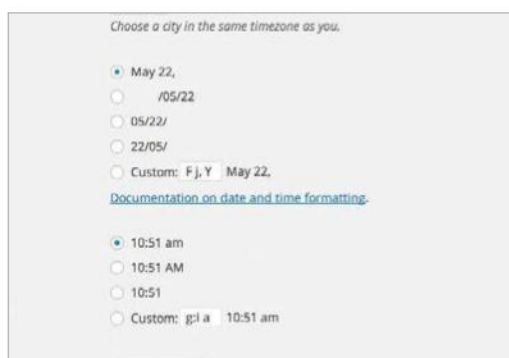 Choose a city in the same timezone as you.
May 22,
/05/22
05/22/
22/05/
Custom: F j, Y May 22,
Documentation on date and time formatting.
10:51 am
10:51 AM
10:51
Custom: g:i a 10:51 am